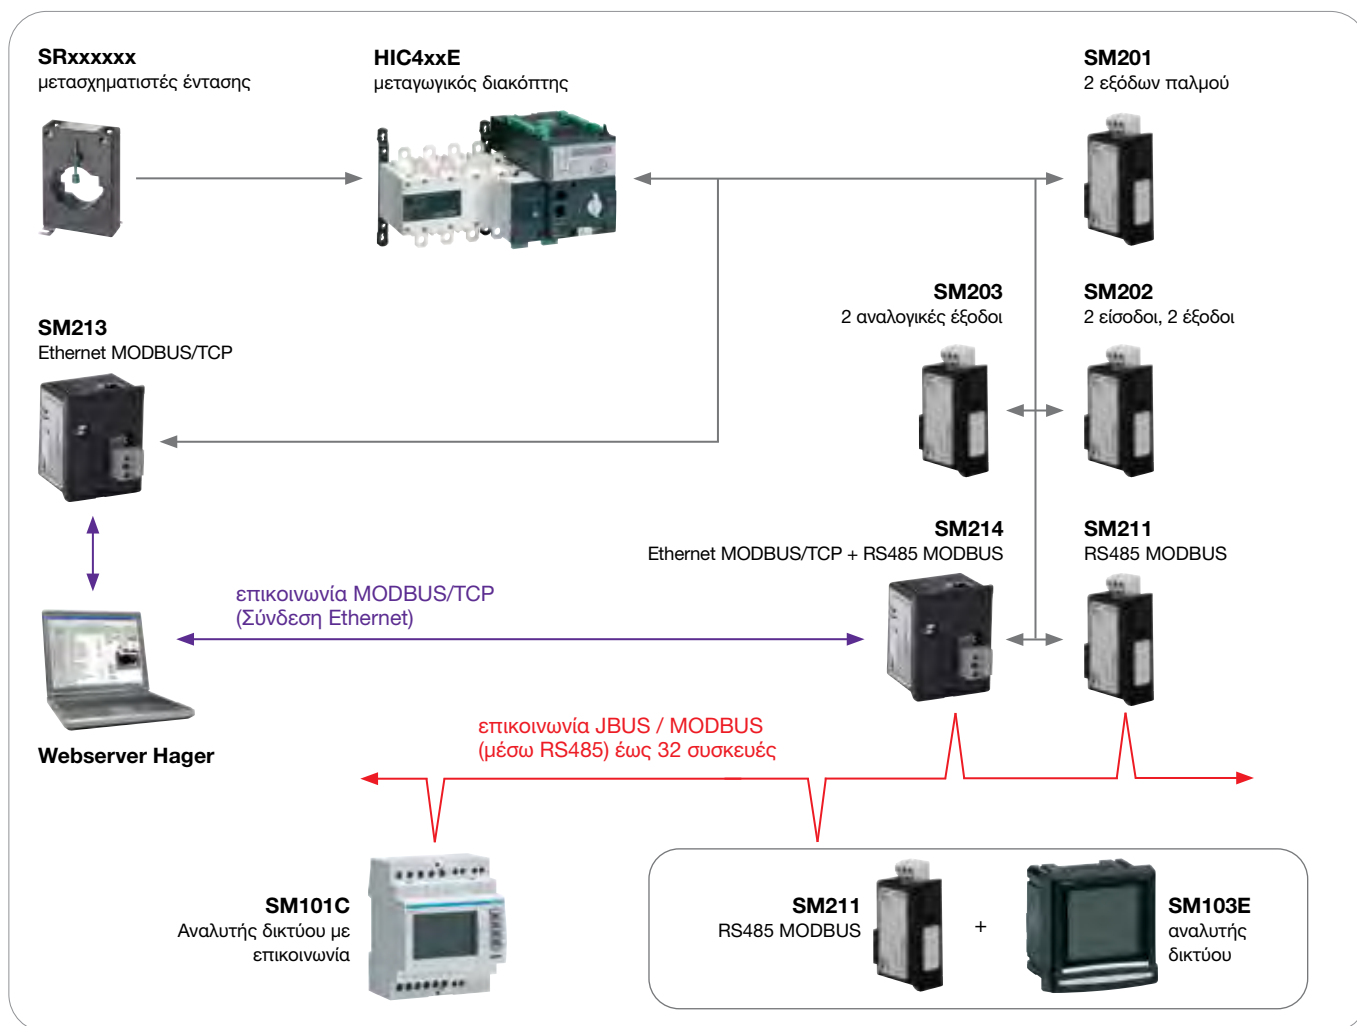 SRxxxxxx
μετασχηματιστές έντασης
HIC4xxE
μεταγωγικός διακόπτης
SM201
2 εξόδων παλμού
SM203
2 αναλογικές έξοδοι
SM202
2 είσοδοι, 2 έξοδοι
SM213
Ethernet MODBUS/TCP
SM214
Ethernet MODBUS/TCP + RS485 MODBUS
SM211
RS485 MODBUS
επικοινωνία MODBUS/TCP
(Σύνδεση Ethernet)
Webserver Hager
επικοινωνία JBUS / MODBUS
(μέσω RS485) έως 32 συσκευές
SM101C
Αναλυτής δικτύου με
επικοινωνία
SM211
RS485 MODBUS
+
SM103E
αναλυτής
δικτύου